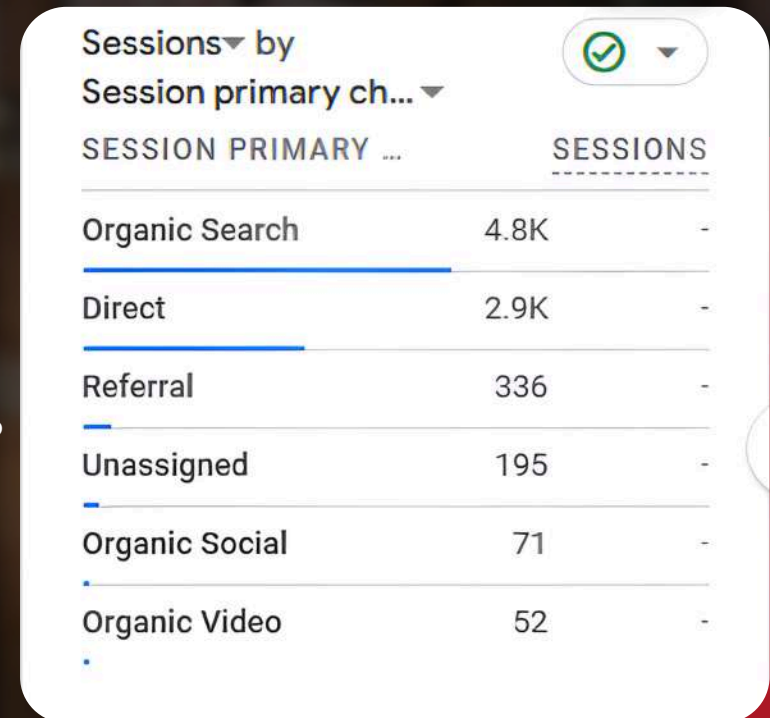 Sessions by
Session primary ch...
SESSION PRIMARY ... SESSIONS
Organic Search 4.8K -
Direct 2.9K -
Referral 336 -
Unassigned 195 -
Organic Social 71 -
Organic Video 52 -